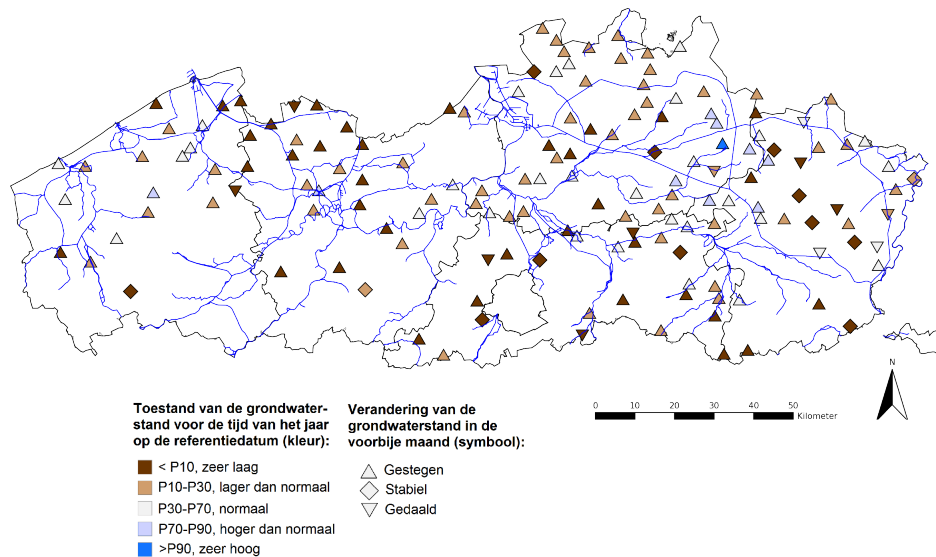 N
0 10 20 30 40 50
Kilometer
Toestand van de grondwater-
stand voor de tijd van het jaar
op de referentiedatum (kleur):
< P10, zeer laag
P10-P30, lager dan normaal
P30-P70, normaal
P70-P90, hoger dan normaal
>P90, zeer hoog
Verandering van de
grondwaterstand in de
voorbije maand (symbool):
Gestegen
Stabiel
Gedaald